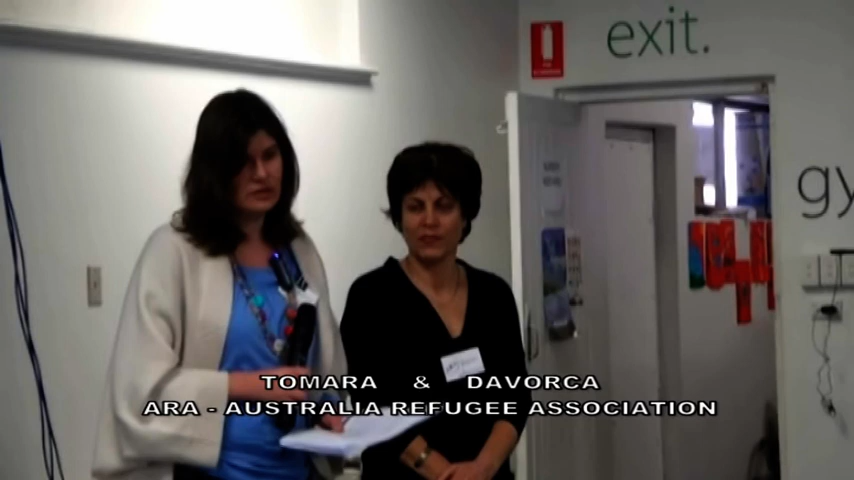 exit.
gy
TOMARA & DAVORCA
ARA - AUSTRALIA REFUGEE ASSOCIATION